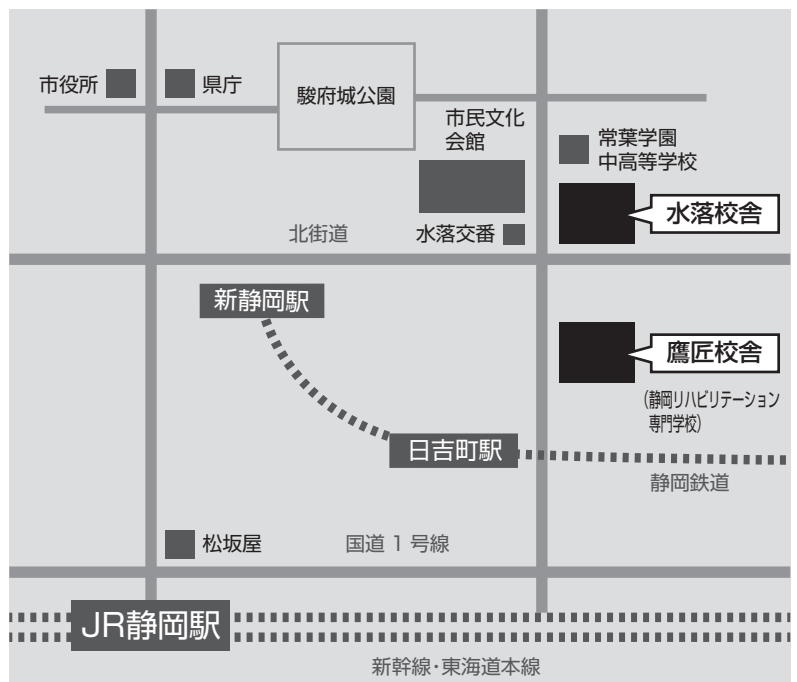 市役所
県庁
駿府城公園
市民文化
会館
常葉学園
中高等学校
水落校舎
北街道
水落交番
新静岡駅
鷹匠校舎
(静岡リハビリテーション
専門学校)
日吉町駅
静岡鉄道
松坂屋
国道 1 号線
JR静岡駅
新幹線・東海道本線